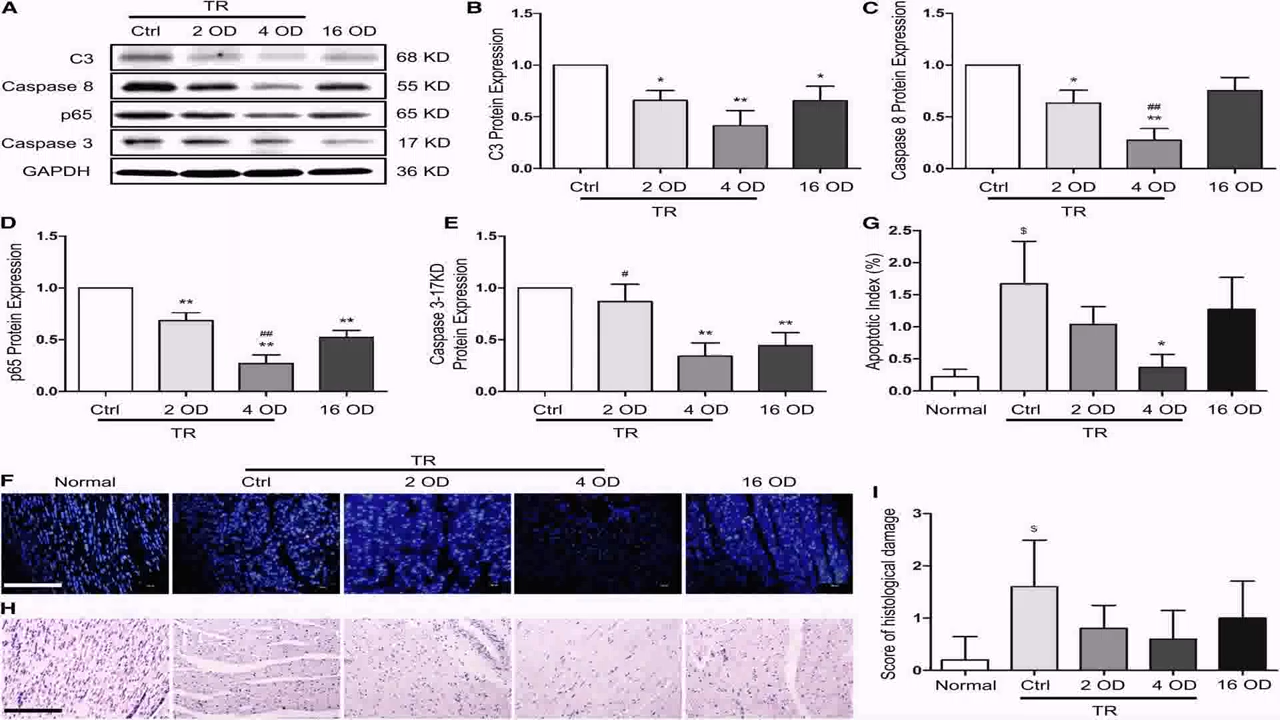 A
TR
Ctrl 2 OD 4 OD 16 OD
C3 68 KD
Caspase 8 55 KD
p65 65 KD
Caspase 3 17 KD
GAPDH 36 KD
B
C3 Protein Expression
1.5
1.0
0.5
0.0
* ** *
Ctrl 2 OD 4 OD 16 OD
TR
C
Caspase 8 Protein Expression
1.5
1.0
0.5
0.0
*
##
**
Ctrl 2 OD 4 OD 16 OD
TR
D
p65 Protein Expression
1.5
1.0
0.5
0.0
**
##
**
**
Ctrl 2 OD 4 OD 16 OD
TR
E
Caspase 3-17KD
Protein Expression
1.5
1.0
0.5
0.0
# ** **
Ctrl 2 OD 4 OD 16 OD
TR
G
Apoptotic Index (%)
2.5
2.0
1.5
1.0
0.5
0.0
$ *
Normal Ctrl 2 OD 4 OD 16 OD
TR
F
TR
Normal Ctrl 2 OD 4 OD 16 OD
H
I
Score of histological damage
3
2
1
0
$
Normal Ctrl 2 OD 4 OD 16 OD
TR